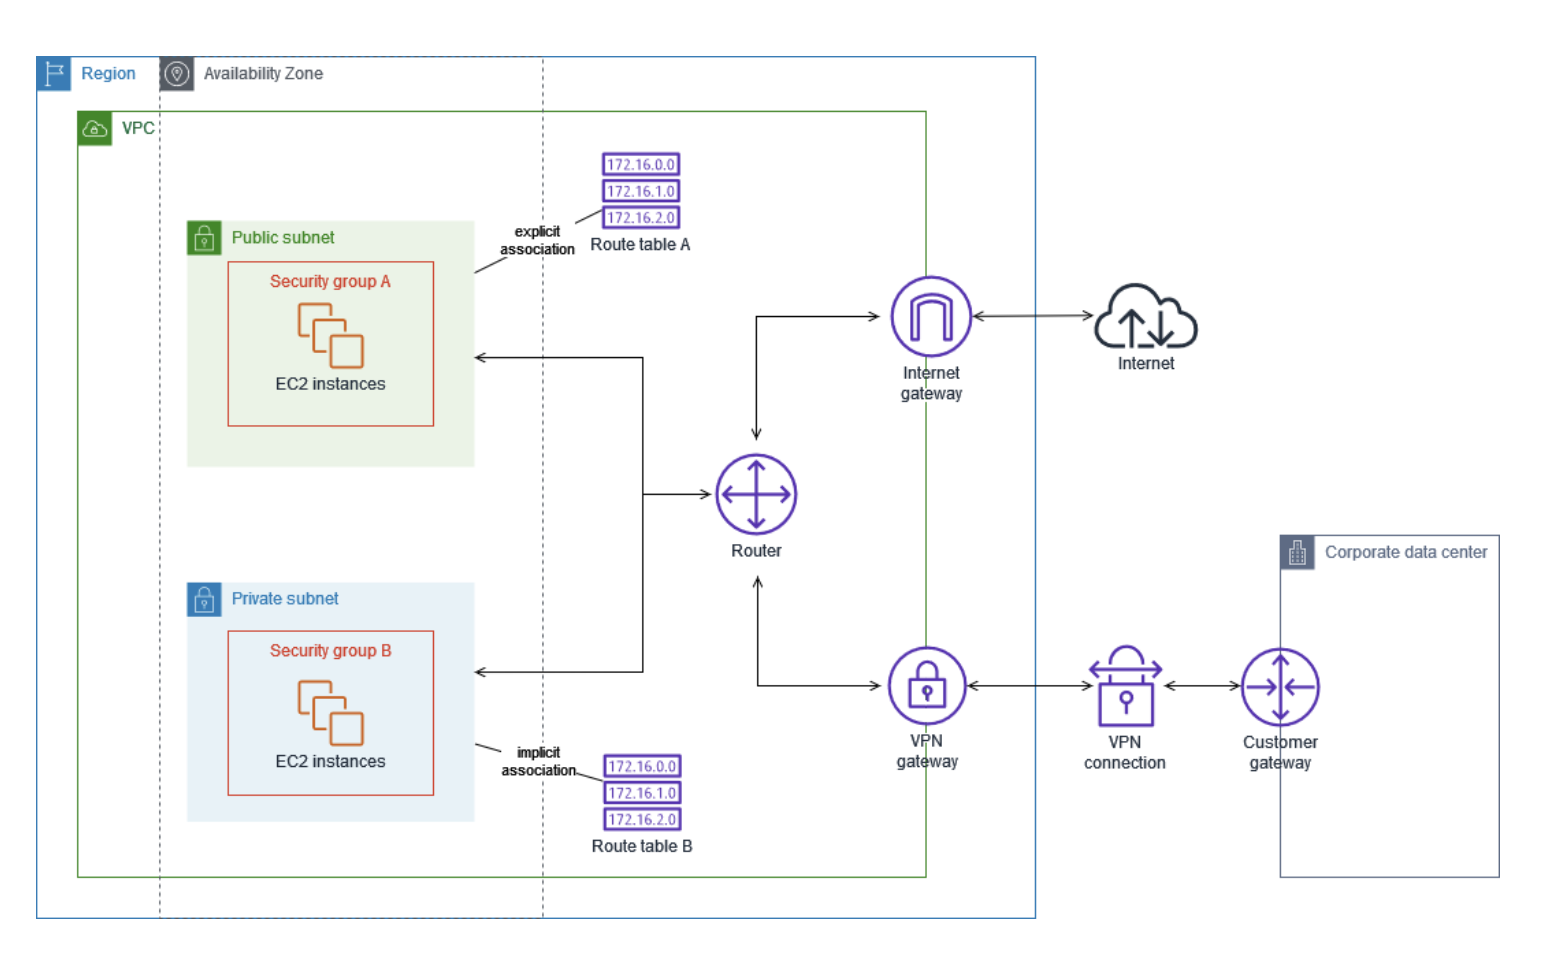 Region
Availability Zone
VPC
172.16.0.0
172.16.1.0
172.16.2.0
Route table A
explicit
association
Public subnet
Security group A
EC2 instances
Internet
gateway
Internet
Router
Corporate data center
Private subnet
Security group B
EC2 instances
implicit
association
172.16.0.0
172.16.1.0
172.16.2.0
Route table B
VPN
gateway
VPN
connection
Customer
gateway